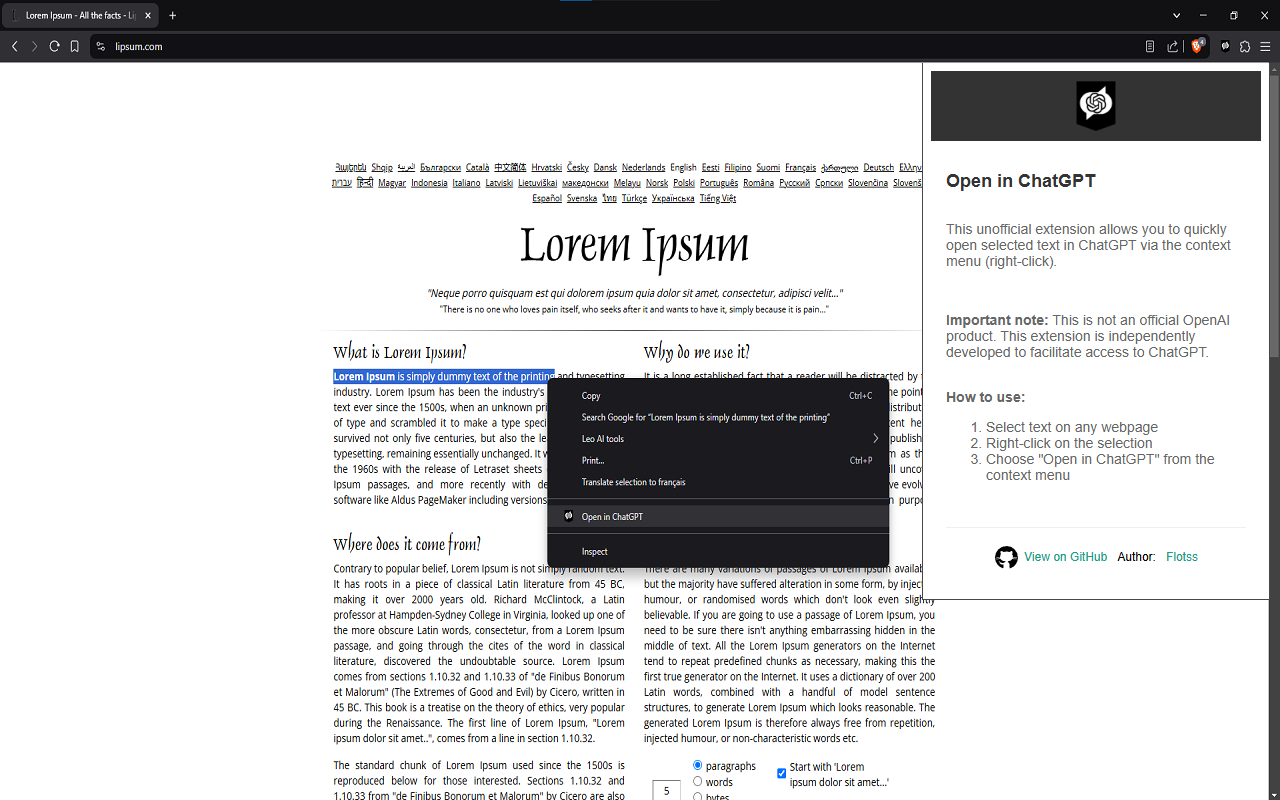 Lorem Ipsum - All the facts - Li
lipsum.com
Հայերեն Shqip العربية Български Català 中文简体 Hrvatski Česky Dansk Nederlands English Eesti Filipino Suomi Français ქართული Deutsch Ελλην
עברית हिन्दी Magyar Indonesia Italiano Latviski Lietuviškai македонски Melayu Norsk Polski Português Româna Русский Српски Slovenčina Slovenš
Español Svenska ไทย Türkçe Українська Tiếng Việt
Lorem Ipsum
"Neque porro quisquam est qui dolorem ipsum quia dolor sit amet, consectetur, adipisci velit..."
"There is no one who loves pain itself, who seeks after it and wants to have it, simply because it is pain..."
What is Lorem Ipsum?
Lorem Ipsum is simply dummy text of the printing and typesetting
industry. Lorem Ipsum has been the industry's
text ever since the 1500s, when an unknown pri
of type and scrambled it to make a type speci
survived not only five centuries, but also the le
typesetting, remaining essentially unchanged. It w
the 1960s with the release of Letraset sheets
Ipsum passages, and more recently with de
software like Aldus PageMaker including versions
Why do we use it?
It is a long established fact that a reader will be distracted by
he point
istribut
ent he
publish
m as th
ill unco
ve evolv
purpo
Copy Ctrl+C
Search Google for “Lorem Ipsum is simply dummy text of the printing”
Leo AI tools
Print... Ctrl+P
Translate selection to français
Open in ChatGPT
Inspect
Where does it come from?
Contrary to popular belief, Lorem Ipsum is not simply random text.
It has roots in a piece of classical Latin literature from 45 BC,
making it over 2000 years old. Richard McClintock, a Latin
professor at Hampden-Sydney College in Virginia, looked up one of
the more obscure Latin words, consectetur, from a Lorem Ipsum
passage, and going through the cites of the word in classical
literature, discovered the undoubtable source. Lorem Ipsum
comes from sections 1.10.32 and 1.10.33 of "de Finibus Bonorum
et Malorum" (The Extremes of Good and Evil) by Cicero, written in
45 BC. This book is a treatise on the theory of ethics, very popular
during the Renaissance. The first line of Lorem Ipsum, "Lorem
ipsum dolor sit amet..", comes from a line in section 1.10.32.
The standard chunk of Lorem Ipsum used since the 1500s is
reproduced below for those interested. Sections 1.10.32 and
1.10.33 from "de Finibus Bonorum et Malorum" by Cicero are also
There are many variations of passages of Lorem Ipsum availab
but the majority have suffered alteration in some form, by inject
humour, or randomised words which don't look even slightly
believable. If you are going to use a passage of Lorem Ipsum, you
need to be sure there isn't anything embarrassing hidden in the
middle of text. All the Lorem Ipsum generators on the Internet
tend to repeat predefined chunks as necessary, making this the
first true generator on the Internet. It uses a dictionary of over 200
Latin words, combined with a handful of model sentence
structures, to generate Lorem Ipsum which looks reasonable. The
generated Lorem Ipsum is therefore always free from repetition,
injected humour, or non-characteristic words etc.
5
paragraphs
words
bytes
Start with 'Lorem
ipsum dolor sit amet...'
Open in ChatGPT
This unofficial extension allows you to quickly
open selected text in ChatGPT via the context
menu (right-click).
Important note: This is not an official OpenAI
product. This extension is independently
developed to facilitate access to ChatGPT.
How to use:
1. Select text on any webpage
2. Right-click on the selection
3. Choose "Open in ChatGPT" from the
context menu
View on GitHub Author: Flotss